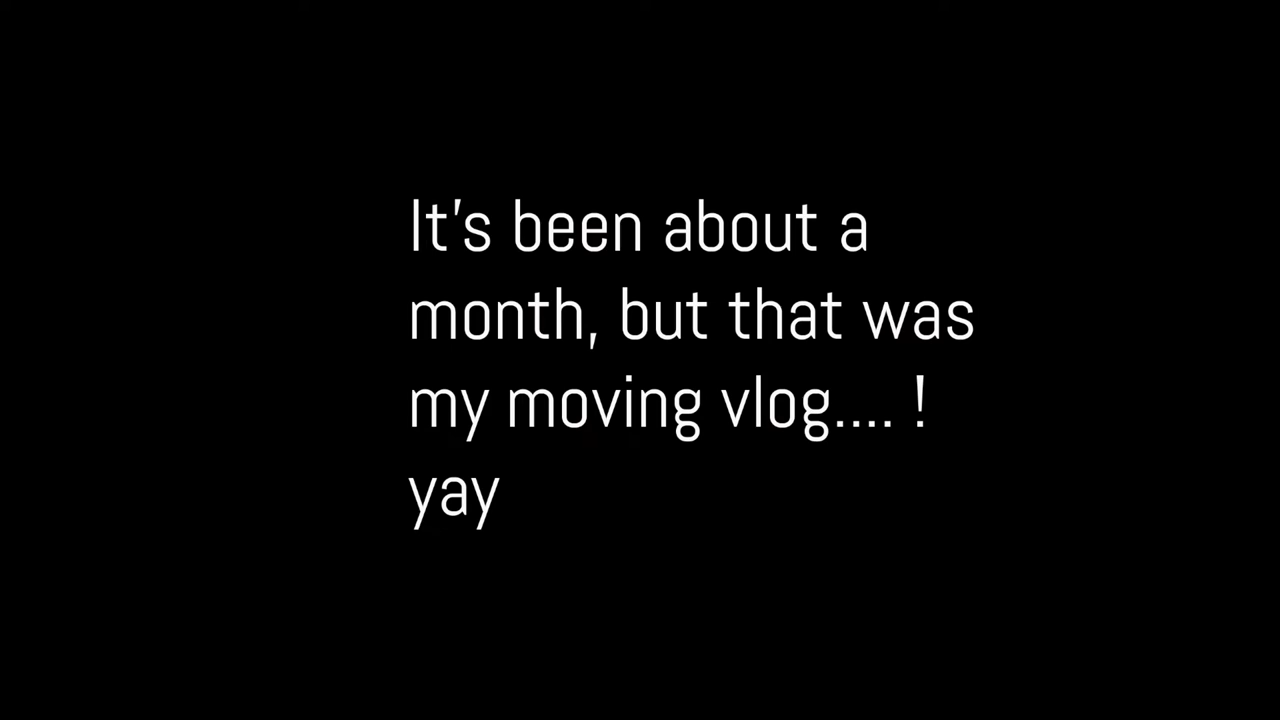 It's been about a
month, but that was
my moving vlog.... !
yay